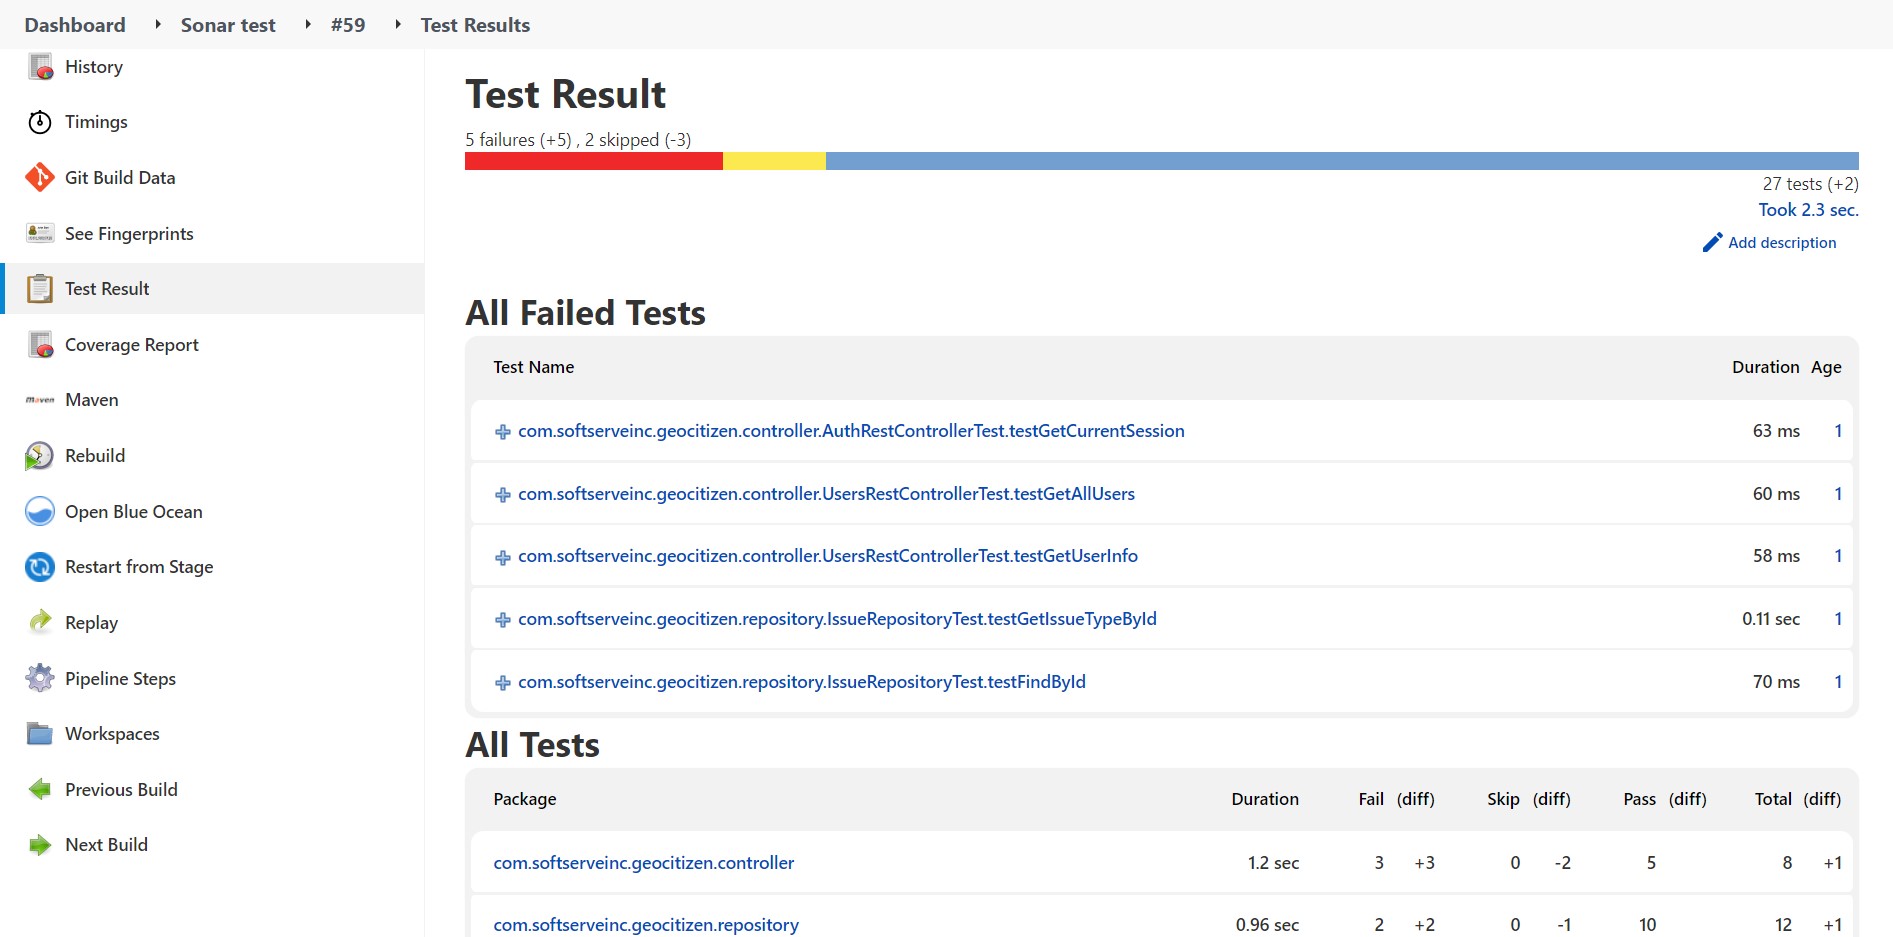 Dashboard Sonar test #59 Test Results
History
Timings
Git Build Data
See Fingerprints
Test Result
Coverage Report
Maven
Rebuild
Open Blue Ocean
Restart from Stage
Replay
Pipeline Steps
Workspaces
Previous Build
Next Build
Test Result
5 failures (+5) , 2 skipped (-3)
27 tests (+2)
Took 2.3 sec.
Add description
All Failed Tests
Test Name Duration Age
com.softserveinc.geocitizen.controller.AuthRestControllerTest.testGetCurrentSession 63 ms 1
com.softserveinc.geocitizen.controller.UsersRestControllerTest.testGetAllUsers 60 ms 1
com.softserveinc.geocitizen.controller.UsersRestControllerTest.testGetUserInfo 58 ms 1
com.softserveinc.geocitizen.repository.IssueRepositoryTest.testGetIssueTypeById 0.11 sec 1
com.softserveinc.geocitizen.repository.IssueRepositoryTest.testFindById 70 ms 1
All Tests
Package Duration Fail (diff) Skip (diff) Pass (diff) Total (diff)
com.softserveinc.geocitizen.controller 1.2 sec 3 +3 0 -2 5 8 +1
com.softserveinc.geocitizen.repository 0.96 sec 2 +2 0 -1 10 12 +1